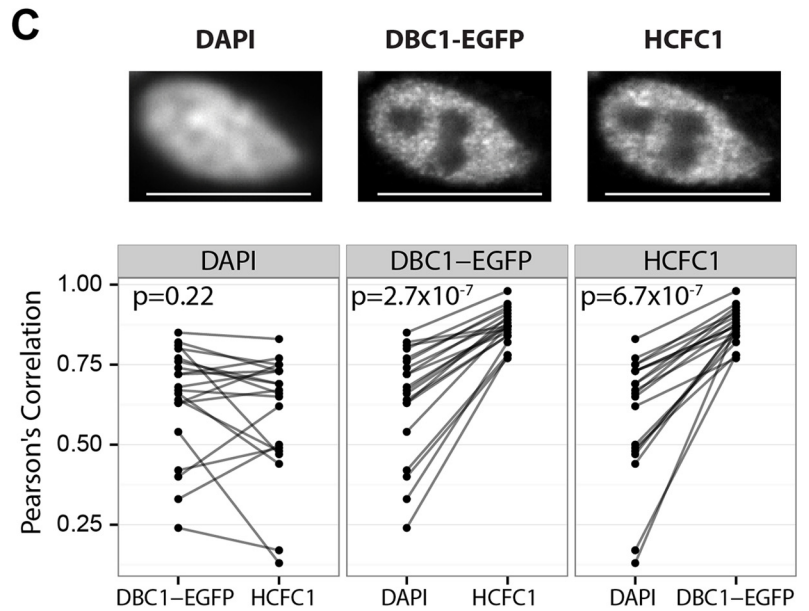 C
DAPI DBC1-EGFP HCFC1
DAPI DBC1−EGFP HCFC1
Pearson's Correlation
1.00
0.75
0.50
0.25
p=0.22 p=2.7x10⁻⁷ p=6.7x10⁻⁷
DBC1−EGFP HCFC1 DAPI HCFC1 DAPI DBC1−EGFP